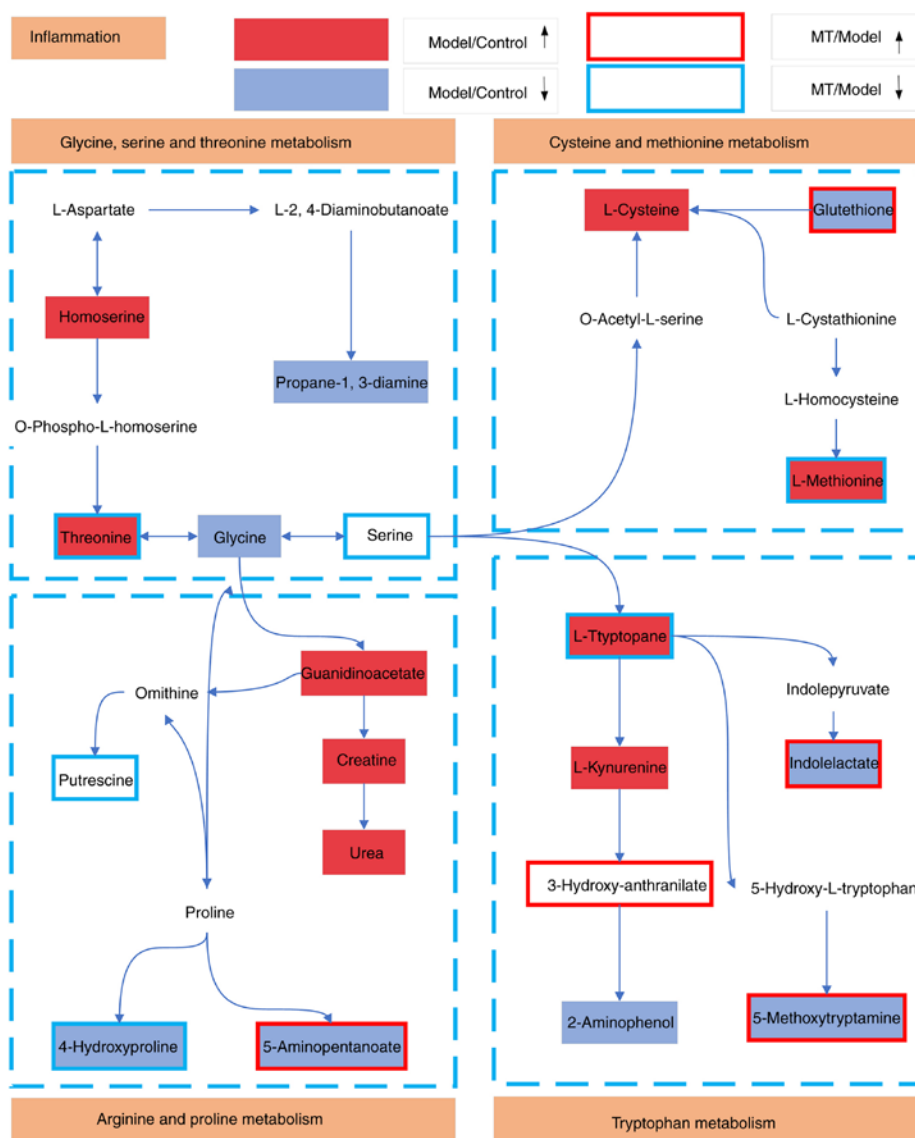 Inflammation
Model/Control ↑
MT/Model ↑
Model/Control ↓
MT/Model ↓
Glycine, serine and threonine metabolism
Cysteine and methionine metabolism
L-Aspartate
L-2, 4-Diaminobutanoate
L-Cysteine
Glutethione
Homoserine
O-Acetyl-L-serine
L-Cystathionine
Propane-1, 3-diamine
L-Homocysteine
O-Phospho-L-homoserine
L-Methionine
Threonine
Glycine
Serine
L-Ttyptopane
Guanidinoacetate
Omithine
Indolepyruvate
Putrescine
Creatine
L-Kynurenine
Indolelactate
Urea
3-Hydroxy-anthranilate
5-Hydroxy-L-tryptophan
Proline
4-Hydroxyproline
5-Aminopentanoate
2-Aminophenol
5-Methoxytryptamine
Arginine and proline metabolism
Tryptophan metabolism